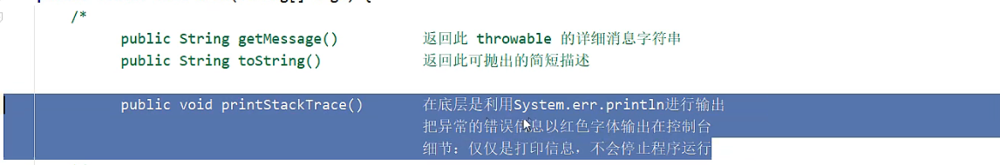 /*
public String getMessage() 返回此 throwable 的详细消息字符串
public String toString() 返回此可抛出的简短描述
public void printStackTrace() 在底层是利用System.err.println进行输出
把异常的错误信息以红色字体输出在控制台
细节：仅仅是打印信息，不会停止程序运行